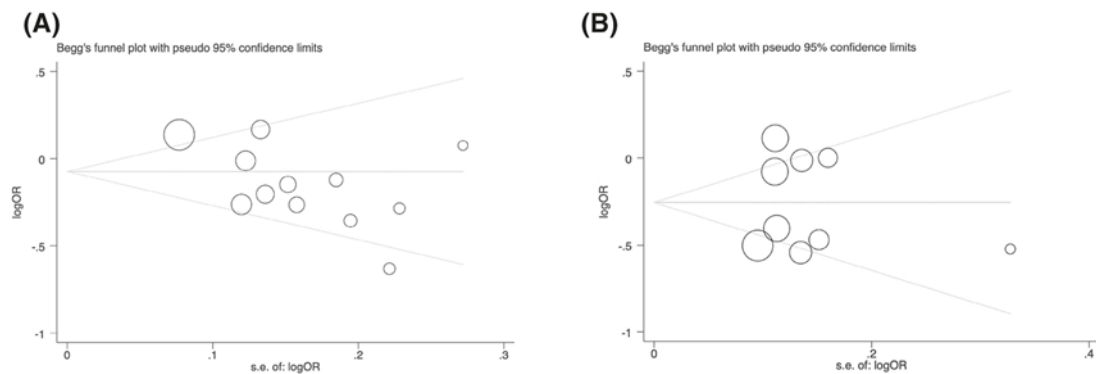 (A)
Begg's funnel plot with pseudo 95% confidence limits
.5
0
-.5
-1
logOR
0
.1
.2
.3
s.e. of: logOR
(B)
Begg's funnel plot with pseudo 95% confidence limits
.5
0
-.5
-1
logOR
0
.2
.4
s.e. of: logOR